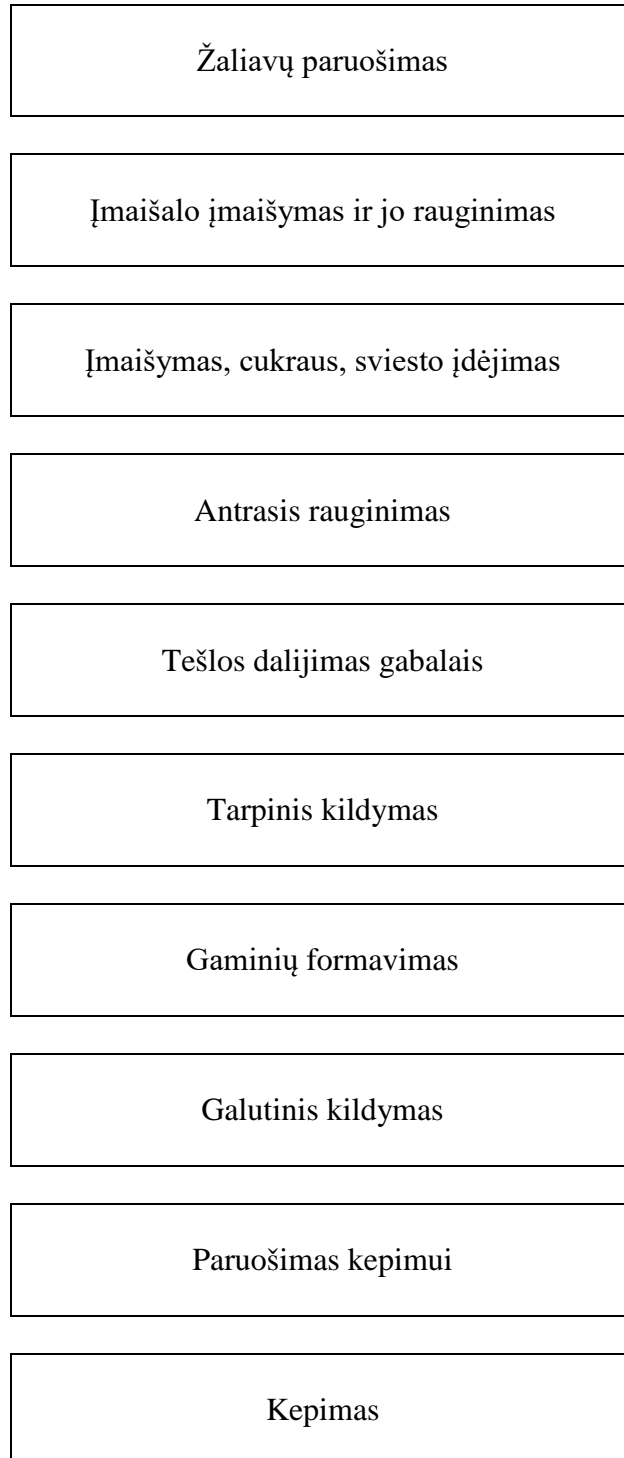 Žaliavų paruošimas
Įmaišalo įmaišymas ir jo rauginimas
Įmaišymas, cukraus, sviesto įdėjimas
Antrasis rauginimas
Tešlos dalijimas gabalais
Tarpinis kildymas
Gaminių formavimas
Galutinis kildymas
Paruošimas kepimui
Kepimas